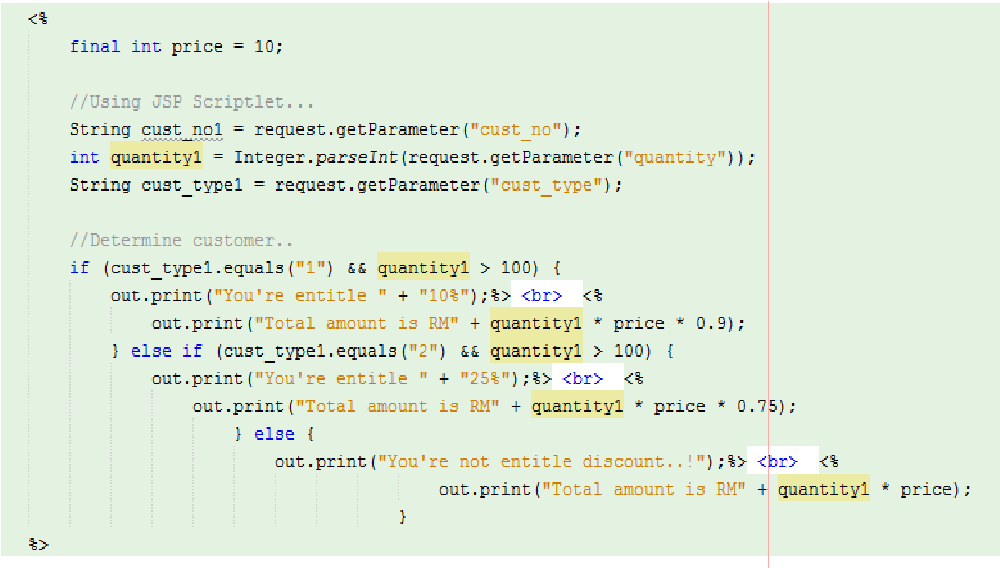 <%
final int price = 10;
//Using JSP Scriptlet...
String cust_no1 = request.getParameter("cust_no");
int quantity1 = Integer.parseInt(request.getParameter("quantity"));
String cust_type1 = request.getParameter("cust_type");
//Determine customer..
if (cust_type1.equals("1") && quantity1 > 100) {
out.print("You're entitle " + "10%");%> <br> <%
out.print("Total amount is RM" + quantity1 * price * 0.9);
} else if (cust_type1.equals("2") && quantity1 > 100) {
out.print("You're entitle " + "25%");%> <br> <%
out.print("Total amount is RM" + quantity1 * price * 0.75);
} else {
out.print("You're not entitle discount..!");%> <br> <%
out.print("Total amount is RM" + quantity1 * price);
}
%>